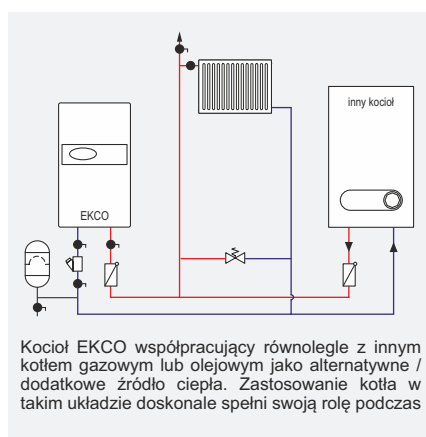 inny kocioł
EKCO
Kocioł EKCO współpracujący równolegle z innym
kotłem gazowym lub olejowym jako alternatywne /
dodatkowe źródło ciepła. Zastosowanie kotła w
takim układzie doskonale spełni swoją rolę podczas